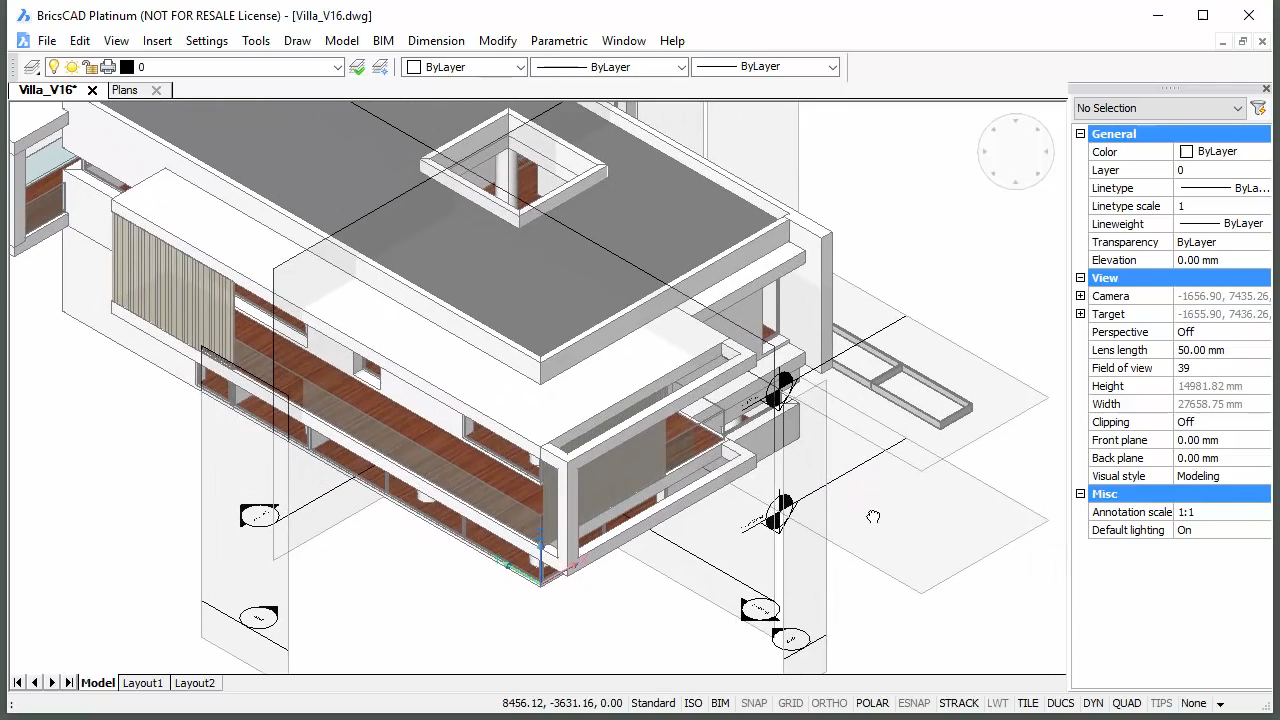 BricsCAD Platinum (NOT FOR RESALE License) - [Villa_V16.dwg]
File Edit View Insert Settings Tools Draw Model BIM Dimension Modify Parametric Window Help
0 ByLayer ByLayer ByLayer
Villa_V16* Plans
No Selection
General
Color ByLayer
Layer 0
Linetype ByLa...
Linetype scale 1
Lineweight ByLayer
Transparency ByLayer
Elevation 0.00 mm
View
Camera -1656.90, 7435.26,
Target -1655.90, 7436.26,
Perspective Off
Lens length 50.00 mm
Field of view 39
Height 14981.82 mm
Width 27658.75 mm
Clipping Off
Front plane 0.00 mm
Back plane 0.00 mm
Visual style Modeling
Misc
Annotation scale 1:1
Default lighting On
Model Layout1 Layout2
: 8456.12, -3631.16, 0.00 Standard ISO BIM SNAP GRID ORTHO POLAR ESNAP STRACK LWT TILE DUCS DYN QUAD TIPS None